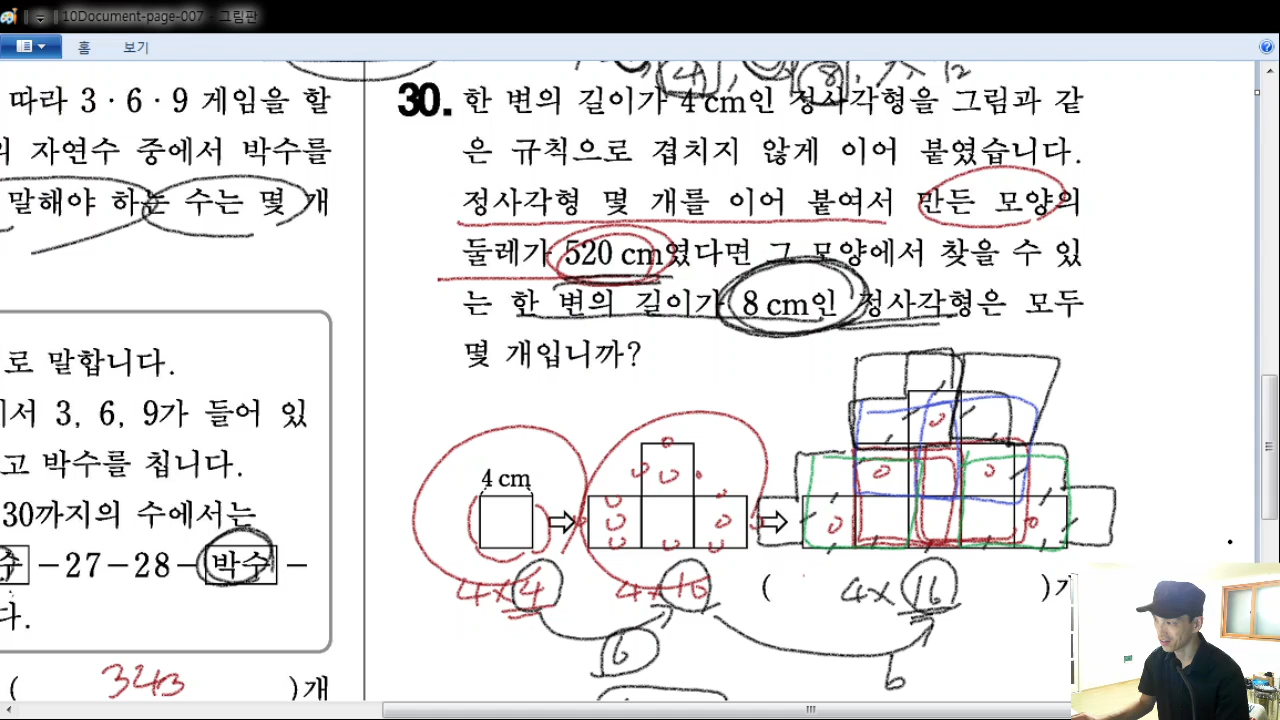 10Document-page-007 - 그림판
홈 보기
따라 3 · 6 · 9 게임을 할
자연수 중에서 박수를
말해야 하는 수는 몇 개
로 말합니다.
서 3, 6, 9가 들어 있
고 박수를 칩니다.
30까지의 수에서는
-27-28- 박수 -
다.
( 343 )개
4, 8, 12
30. 한 변의 길이가 4 cm인 정사각형을 그림과 같
은 규칙으로 겹치지 않게 이어 붙였습니다.
정사각형 몇 개를 이어 붙여서 만든 모양의
둘레가 520 cm였다면 그 모양에서 찾을 수 있
는 한 변의 길이가 8 cm인 정사각형은 모두
몇 개입니까?
4 cm
⇨ ⇨
4×4 4×10 ( 4×16 )개
6 6